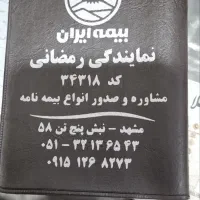 بیمه ایران
نمایندگی رمضانی
کد ۳۴۳۱۸
مشاوره و صدور انواع بیمه نامه
مشهد - نبش پنج تن ۵۸
۰۵۱ - ۳۲۱۳۶۵۴۳
۰۹۱۵ ۱۲۶ ۸۲۷۳